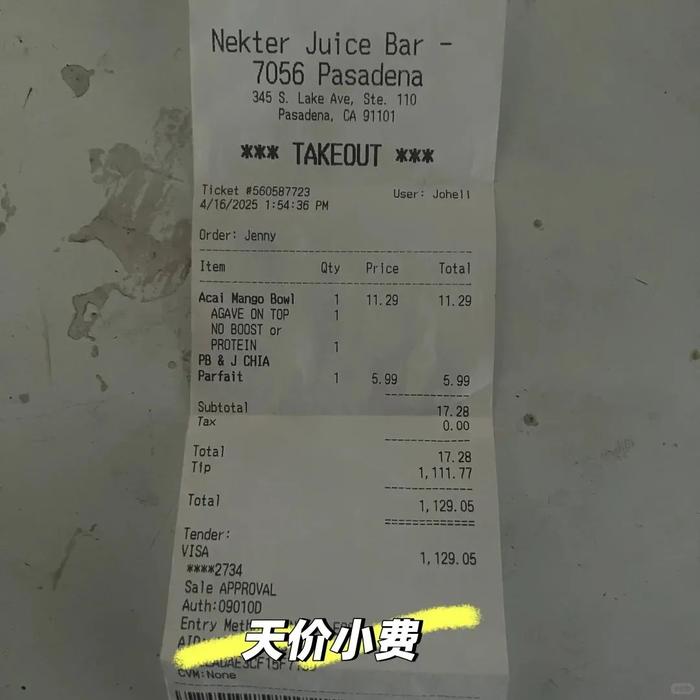 Nekter Juice Bar -
7056 Pasadena
345 S. Lake Ave, Ste. 110
Pasadena, CA 91101
*** TAKEOUT ***
Ticket #560587723 User: Johell
4/16/2025 1:54:36 PM
Order: Jenny
Item Qty Price Total
Acai Mango Bowl 1 11.29 11.29
AGAVE ON TOP 1
NO BOOST or
PROTEIN 1
PB & J CHIA
Parfait 1 5.99 5.99
Subtotal 17.28
Tax 0.00
Total 17.28
Tip 1,111.77
Total 1,129.05
Tender:
VISA 1,129.05
****2734
Sale APPROVAL
Auth:09010D
Entry
天价小费
CVM:None